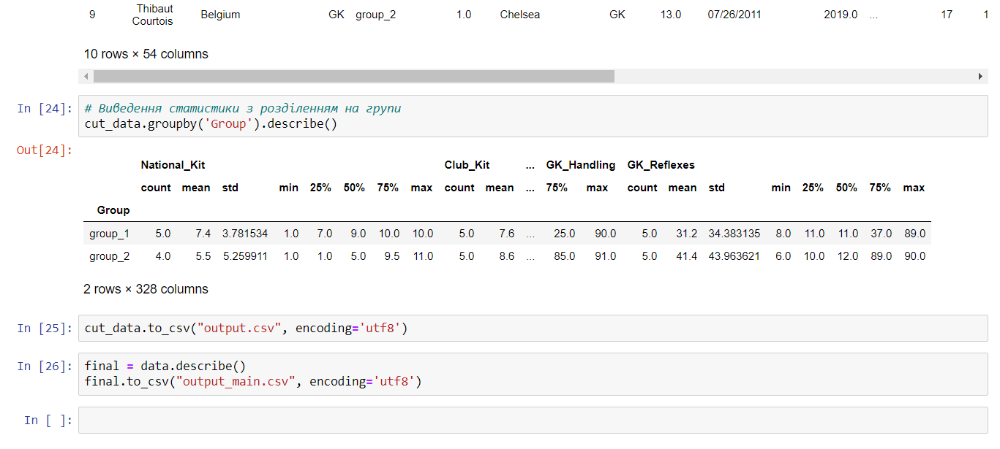 9 Thibaut Courtois Belgium GK group_2 1.0 Chelsea GK 13.0 07/26/2011 2019.0 ... 17 1
10 rows × 54 columns
In [24]: # Виведення статистики з розділенням на групи
cut_data.groupby('Group').describe()
Out[24]:
National_Kit Club_Kit ... GK_Handling GK_Reflexes
count mean std min 25% 50% 75% max count mean ... 75% max count mean std min 25% 50% 75% max
Group
group_1 5.0 7.4 3.781534 1.0 7.0 9.0 10.0 10.0 5.0 7.6 ... 25.0 90.0 5.0 31.2 34.383135 8.0 11.0 11.0 37.0 89.0
group_2 4.0 5.5 5.259911 1.0 1.0 5.0 9.5 11.0 5.0 8.6 ... 85.0 91.0 5.0 41.4 43.963621 6.0 10.0 12.0 89.0 90.0
2 rows × 328 columns
In [25]: cut_data.to_csv("output.csv", encoding='utf8')
In [26]: final = data.describe()
final.to_csv("output_main.csv", encoding='utf8')
In [ ]: